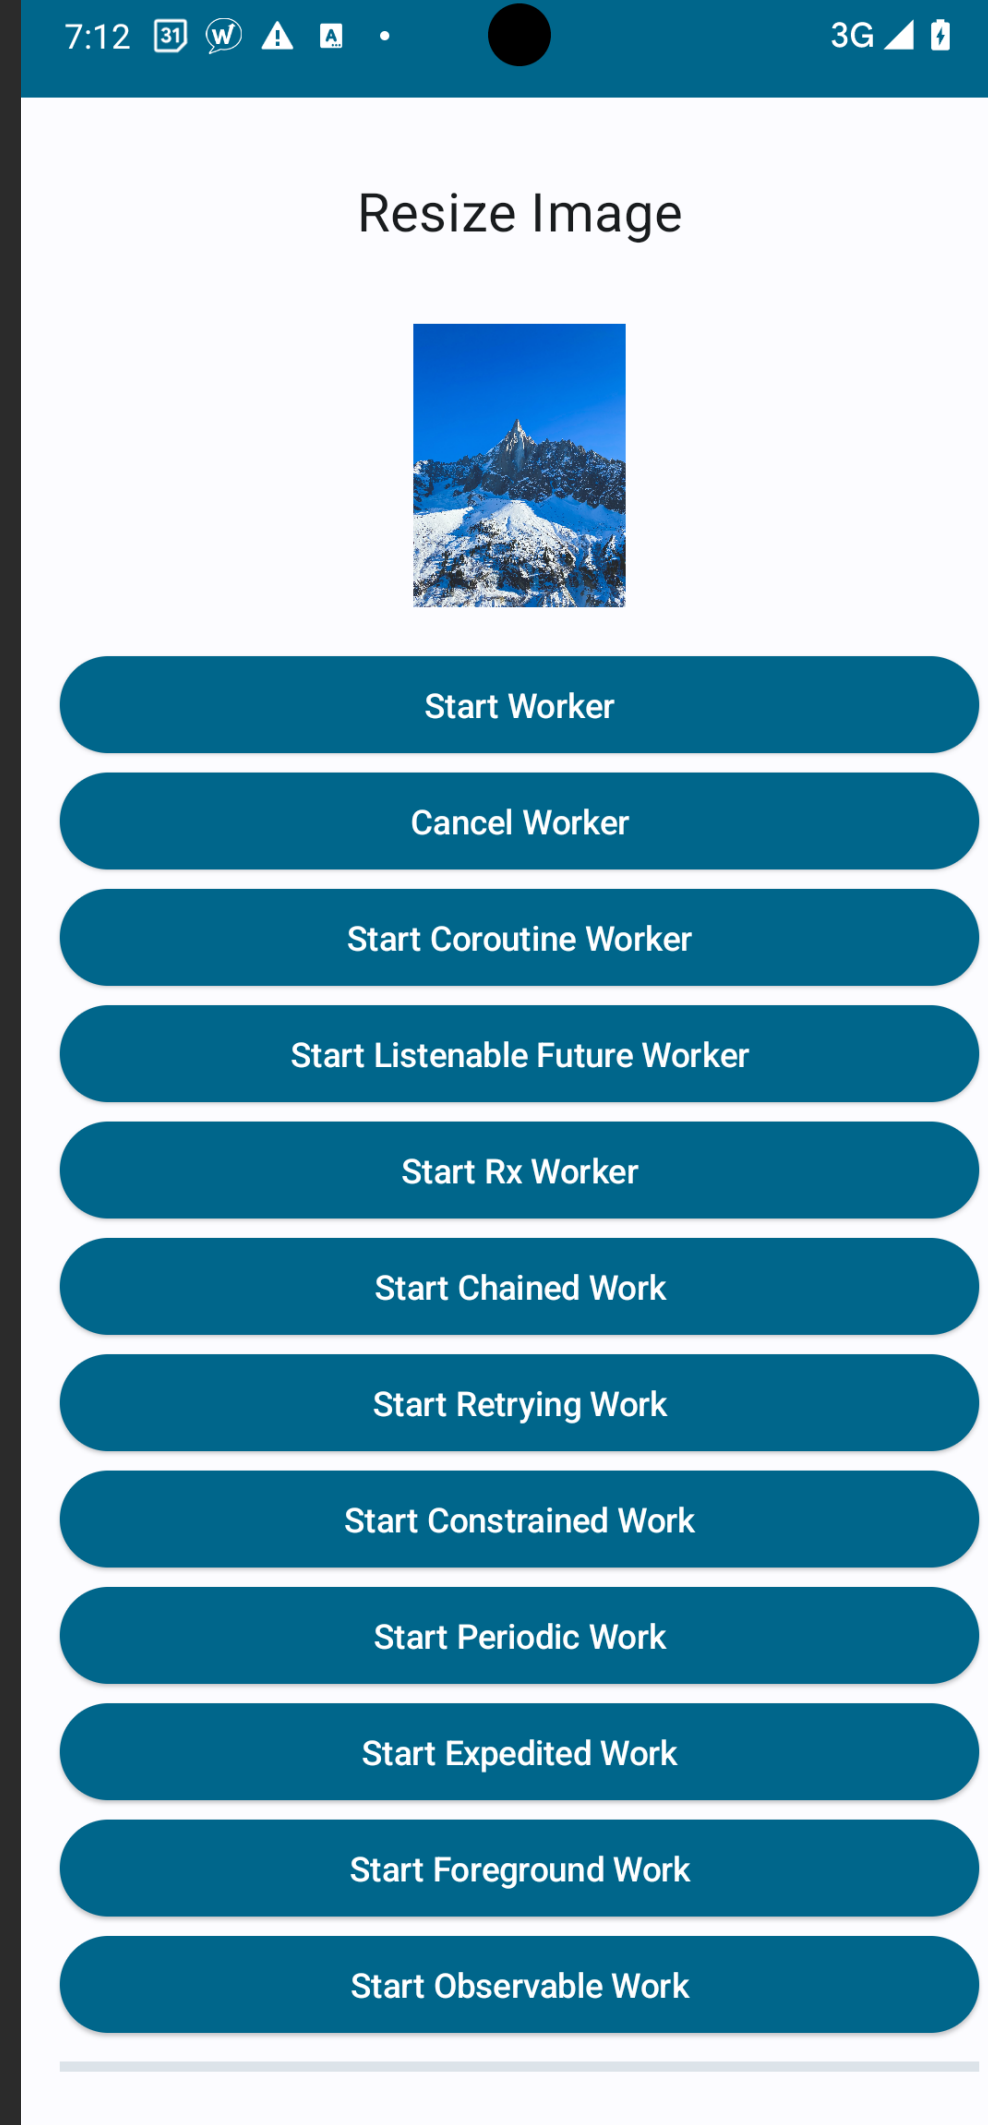 7:12 31 W A 3G
Resize Image
Start Worker
Cancel Worker
Start Coroutine Worker
Start Listenable Future Worker
Start Rx Worker
Start Chained Work
Start Retrying Work
Start Constrained Work
Start Periodic Work
Start Expedited Work
Start Foreground Work
Start Observable Work